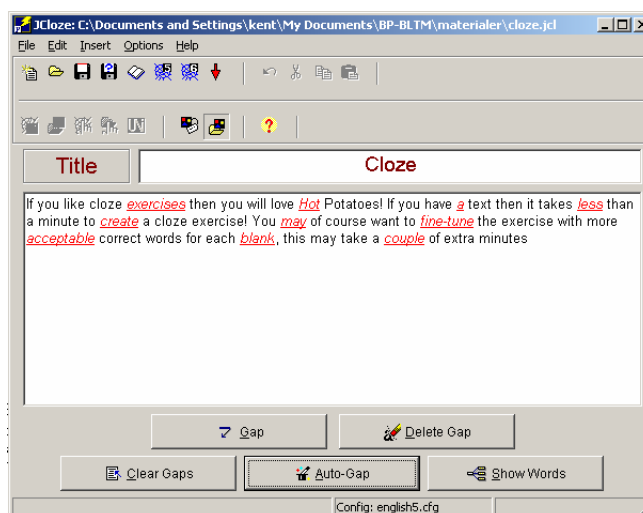 JCloze: C:\Documents and Settings\kent\My Documents\BP-BLTM\materialer\cloze.jcl
File Edit Insert Options Help
Title
Cloze
If you like cloze exercises then you will love Hot Potatoes! If you have a text then it takes less than
a minute to create a cloze exercise! You may of course want to fine-tune the exercise with more
acceptable correct words for each blank, this may take a couple of extra minutes
Gap Delete Gap
Clear Gaps Auto-Gap Show Words
Config: english5.cfg